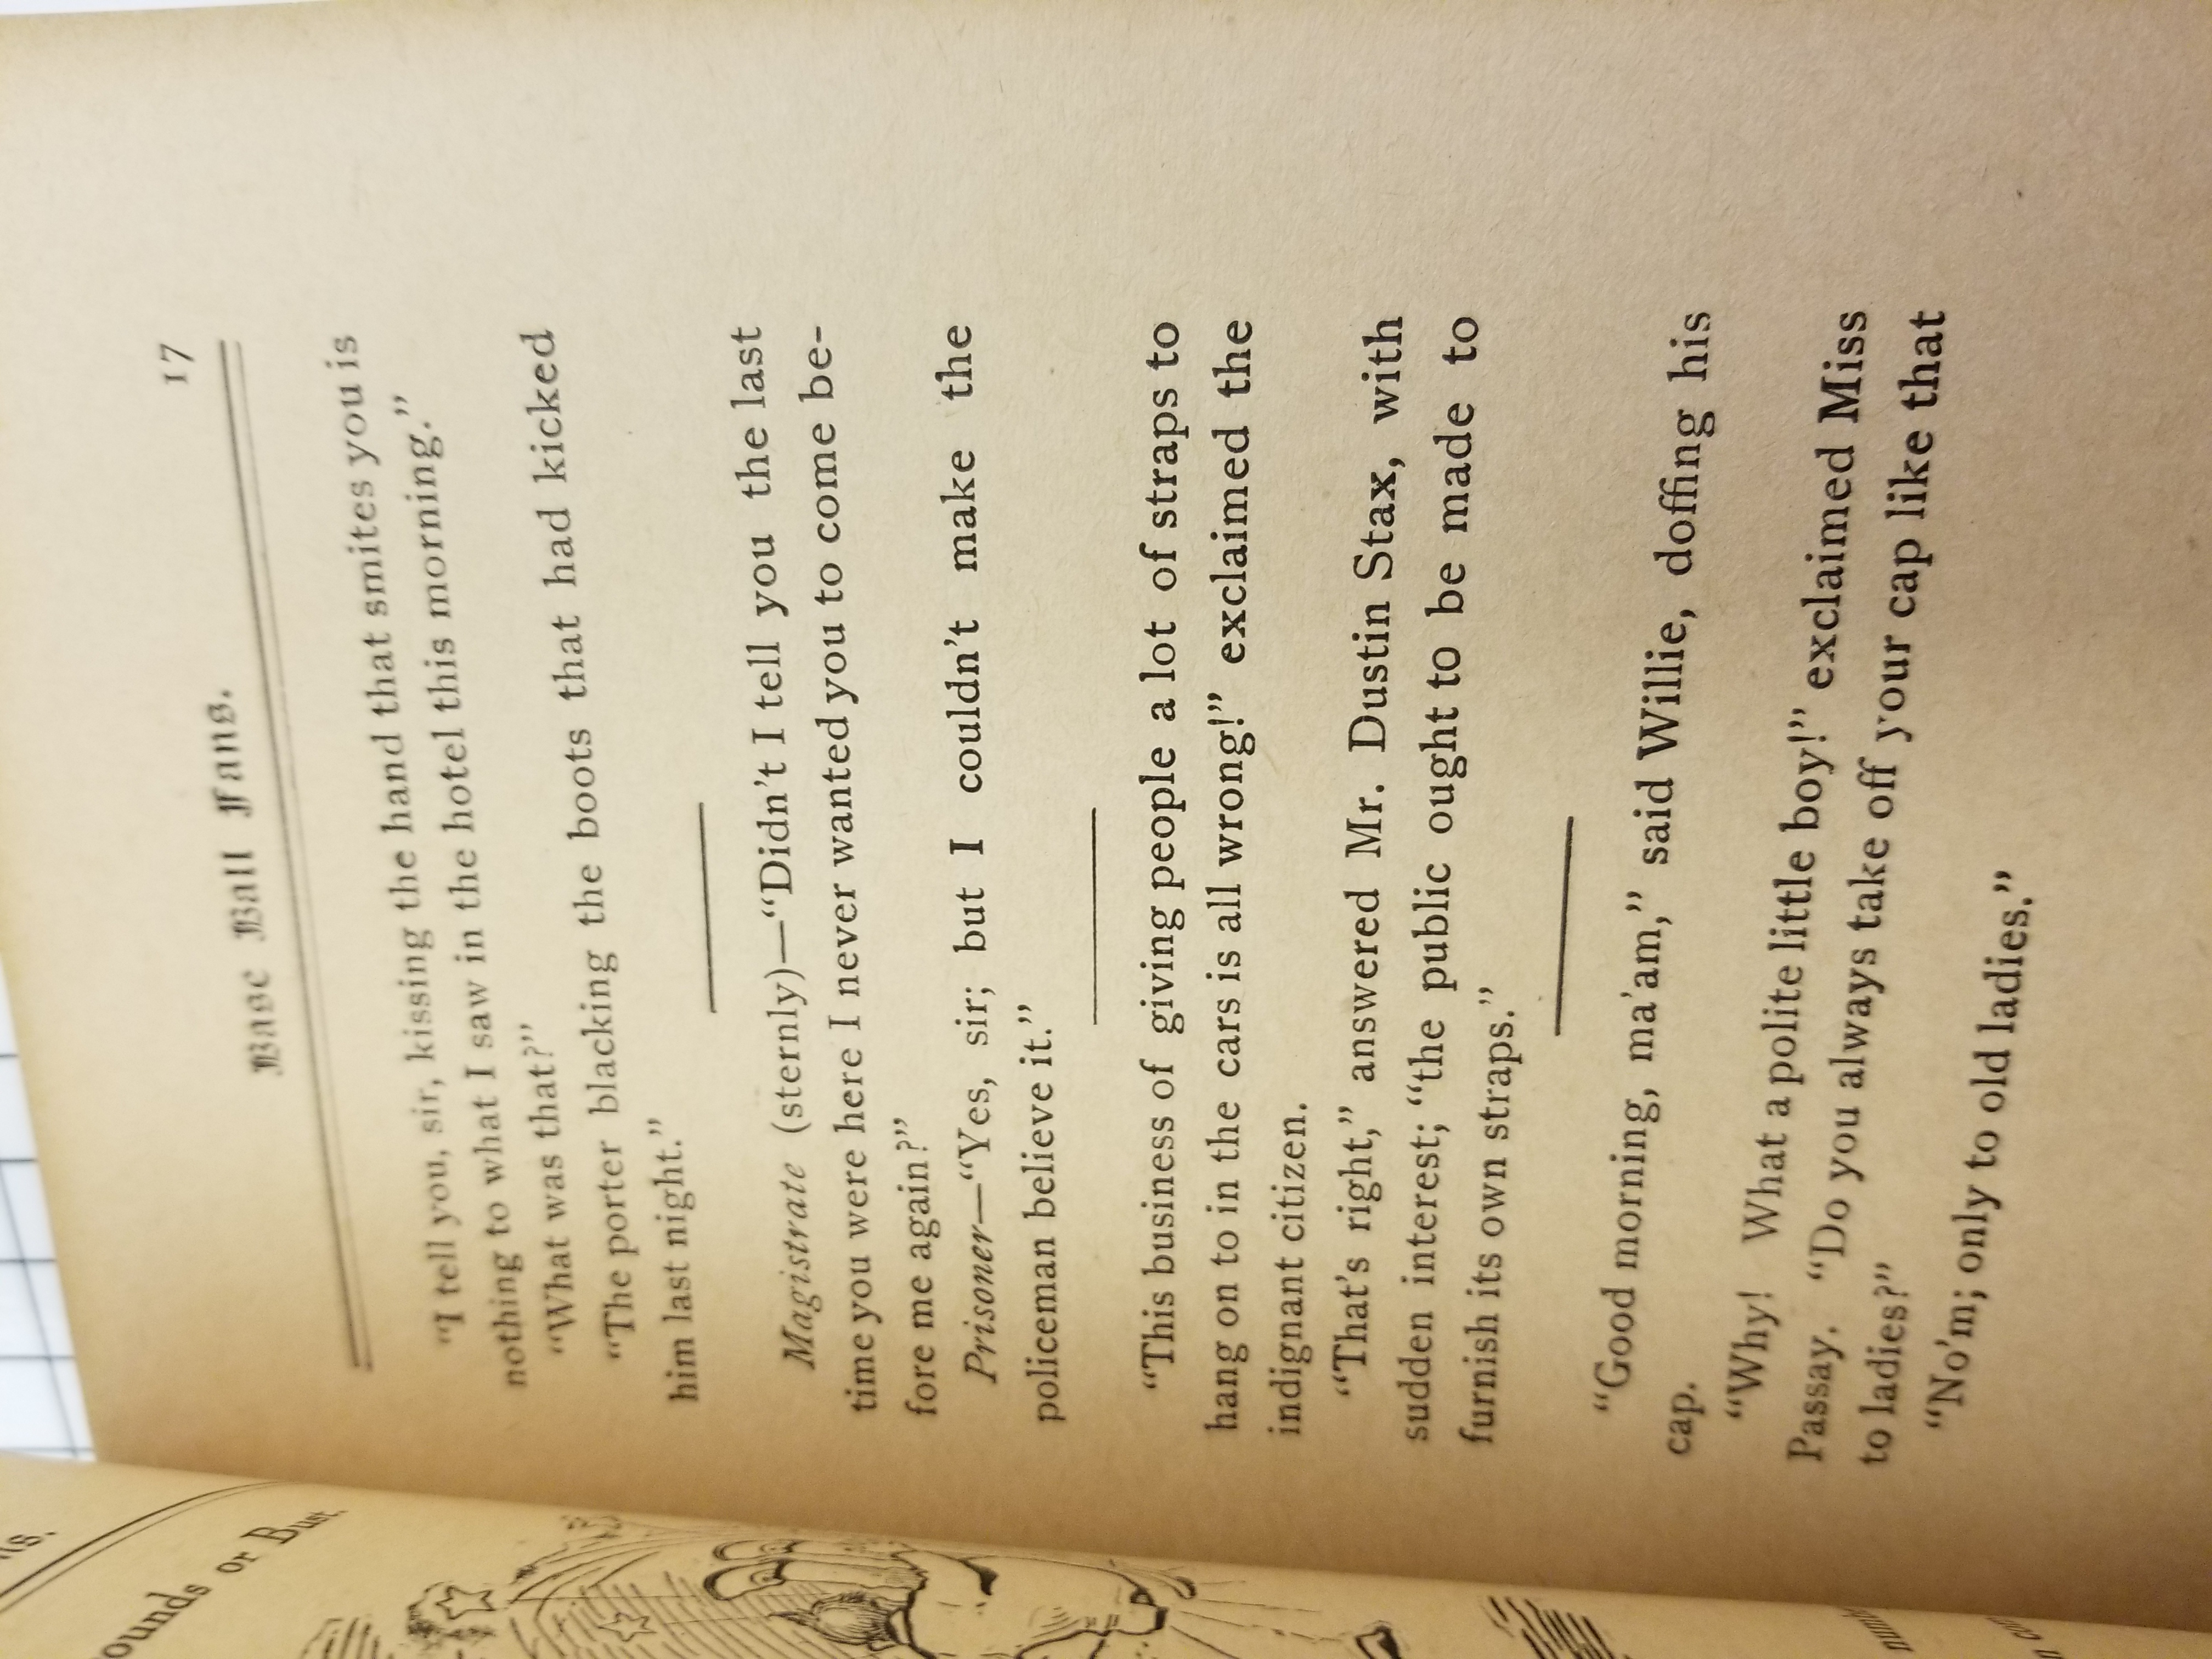 Base Ball Fans. 17
“I tell you, sir, kissing the hand that smites you is
nothing to what I saw in the hotel this morning.”
“What was that?”
“The porter blacking the boots that had kicked
him last night.”
Magistrate (sternly)—“Didn’t I tell you the last
time you were here I never wanted you to come be-
fore me again?”
Prisoner—“Yes, sir; but I couldn’t make the
policeman believe it.”
“This business of giving people a lot of straps to
hang on to in the cars is all wrong!” exclaimed the
indignant citizen.
“That’s right,” answered Mr. Dustin Stax, with
sudden interest; “the public ought to be made to
furnish its own straps.”
“Good morning, ma’am,” said Willie, doffing his
cap.
“Why! What a polite little boy!” exclaimed Miss
Passay. “Do you always take off your cap like that
to ladies?”
“No’m; only to old ladies.”
or Bust.